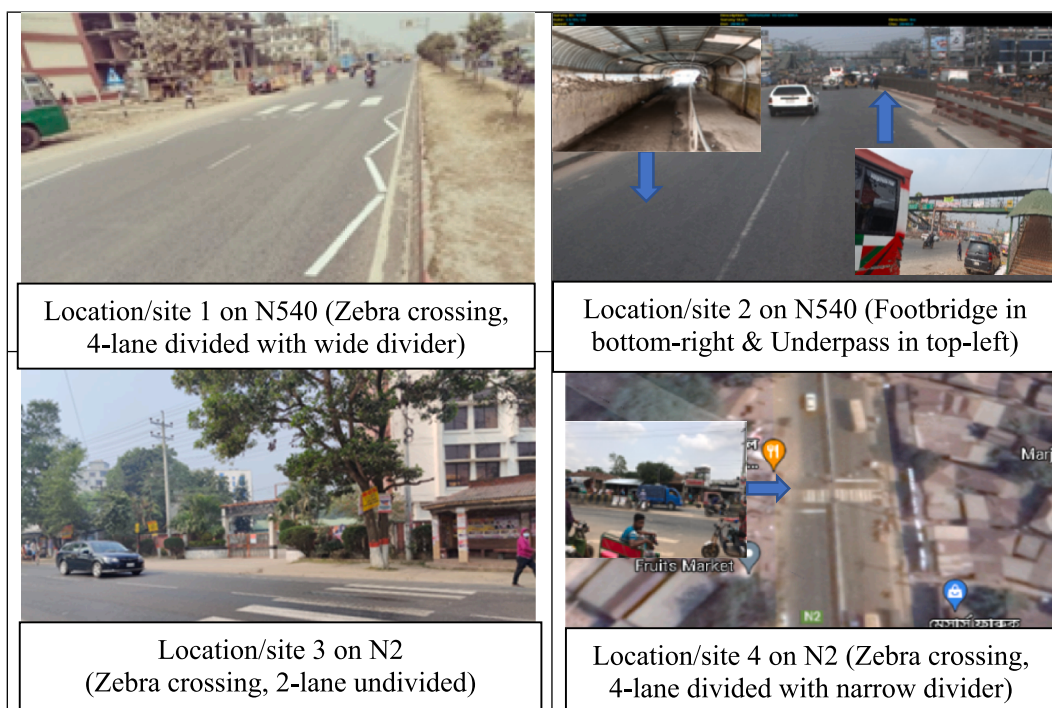 Location/site 1 on N540 (Zebra crossing,
4-lane divided with wide divider)
Location/site 2 on N540 (Footbridge in
bottom-right & Underpass in top-left)
Location/site 3 on N2
(Zebra crossing, 2-lane undivided)
ল
...
Marj
Fruits Market
N2
Location/site 4 on N2 (Zebra crossing,
4-lane divided with narrow divider)